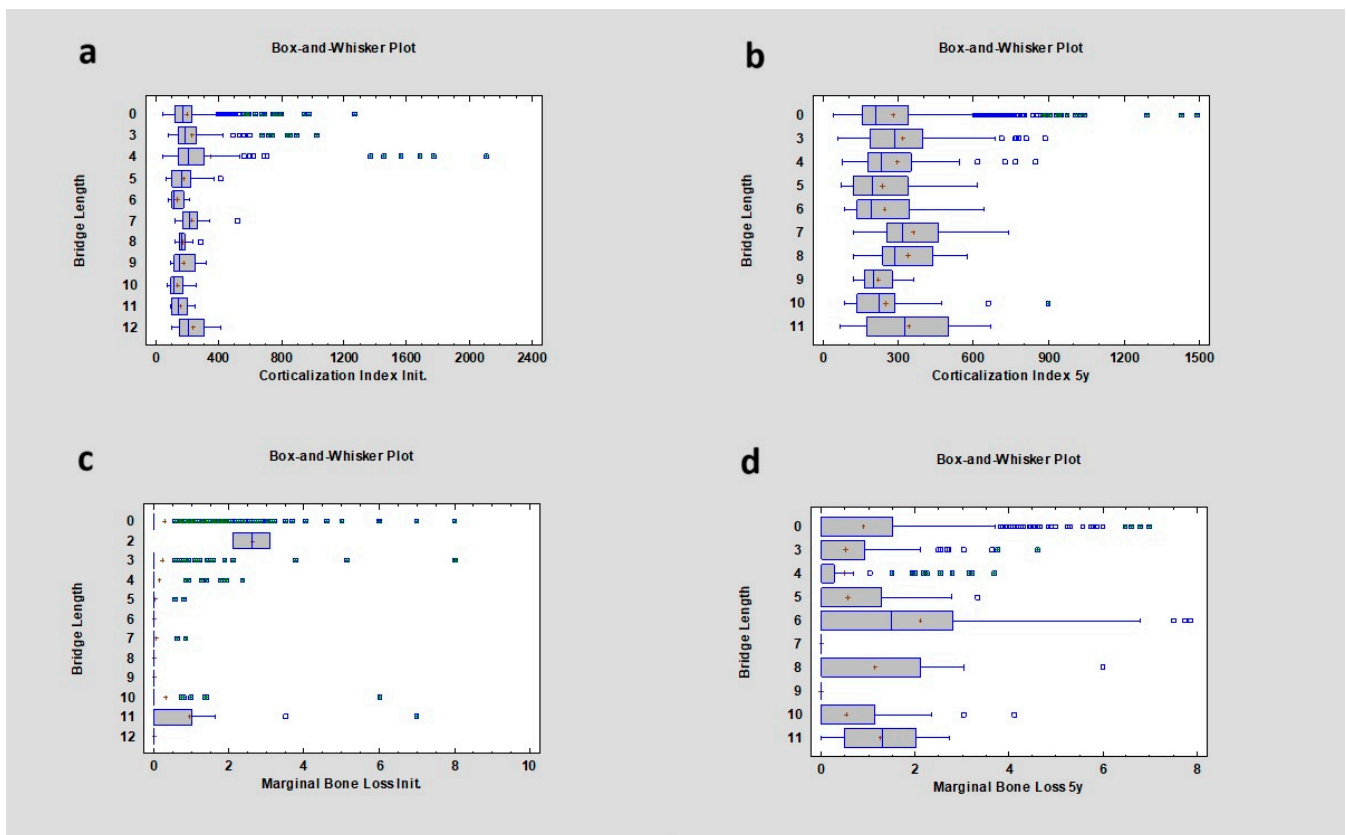 a
Box-and-Whisker Plot
Bridge Length
0
3
4
5
6
7
8
9
10
11
12
0 400 800 1200 1600 2000 2400
Corticalization Index Init.
b
Box-and-Whisker Plot
Bridge Length
0
3
4
5
6
7
8
9
10
11
0 300 600 900 1200 1500
Corticalization Index 5y
c
Box-and-Whisker Plot
Bridge Length
0
2
3
4
5
6
7
8
9
10
11
12
0 2 4 6 8 10
Marginal Bone Loss Init.
d
Box-and-Whisker Plot
Bridge Length
0
3
4
5
6
7
8
9
10
11
0 2 4 6 8
Marginal Bone Loss 5y